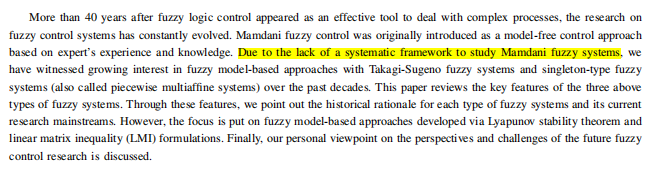 More than 40 years after fuzzy logic control appeared as an effective tool to deal with complex processes, the research on
fuzzy control systems has constantly evolved. Mamdani fuzzy control was originally introduced as a model-free control approach
based on expert's experience and knowledge. Due to the lack of a systematic framework to study Mamdani fuzzy systems, we
have witnessed growing interest in fuzzy model-based approaches with Takagi-Sugeno fuzzy systems and singleton-type fuzzy
systems (also called piecewise multiaffine systems) over the past decades. This paper reviews the key features of the three above
types of fuzzy systems. Through these features, we point out the historical rationale for each type of fuzzy systems and its current
research mainstreams. However, the focus is put on fuzzy model-based approaches developed via Lyapunov stability theorem and
linear matrix inequality (LMI) formulations. Finally, our personal viewpoint on the perspectives and challenges of the future fuzzy
control research is discussed.